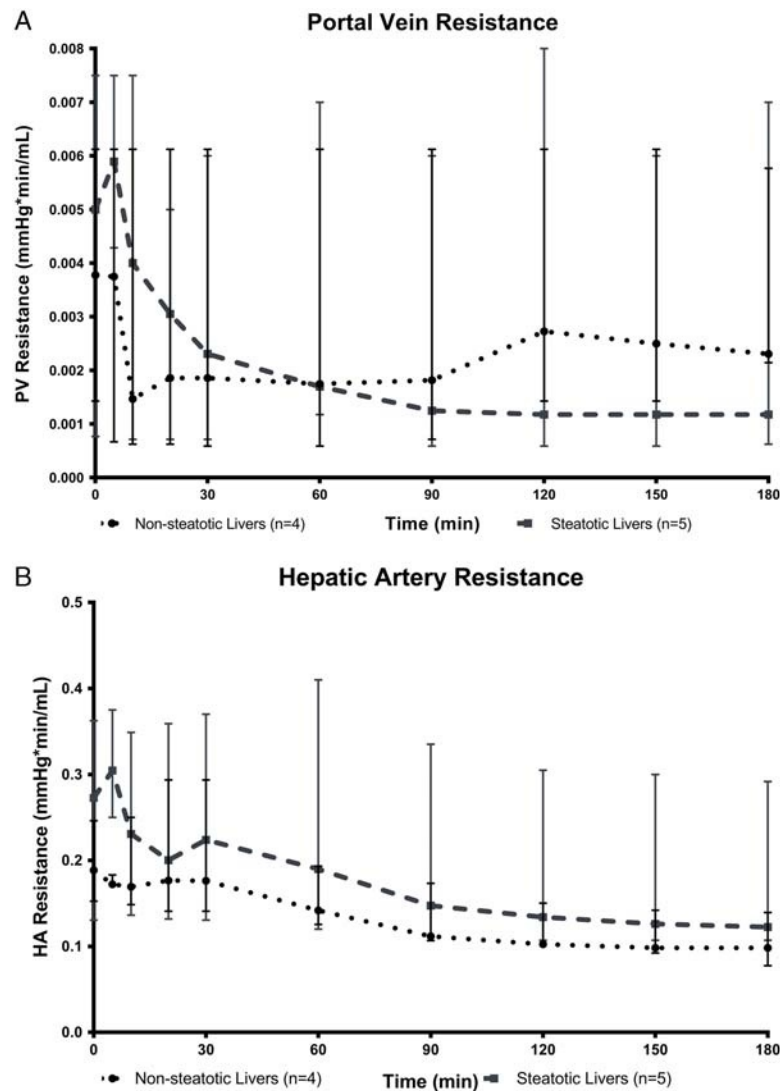 A
Portal Vein Resistance
PV Resistance (mmHg*min/mL)
0.008
0.007
0.006
0.005
0.004
0.003
0.002
0.001
0.000
0 30 60 90 120 150 180
Time (min)
Non-steatotic Livers (n=4) Steatotic Livers (n=5)
B
Hepatic Artery Resistance
HA Resistance (mmHg*min/mL)
0.5
0.4
0.3
0.2
0.1
0.0
0 30 60 90 120 150 180
Non-steatotic Livers (n=4) Time (min) Steatotic Livers (n=5)